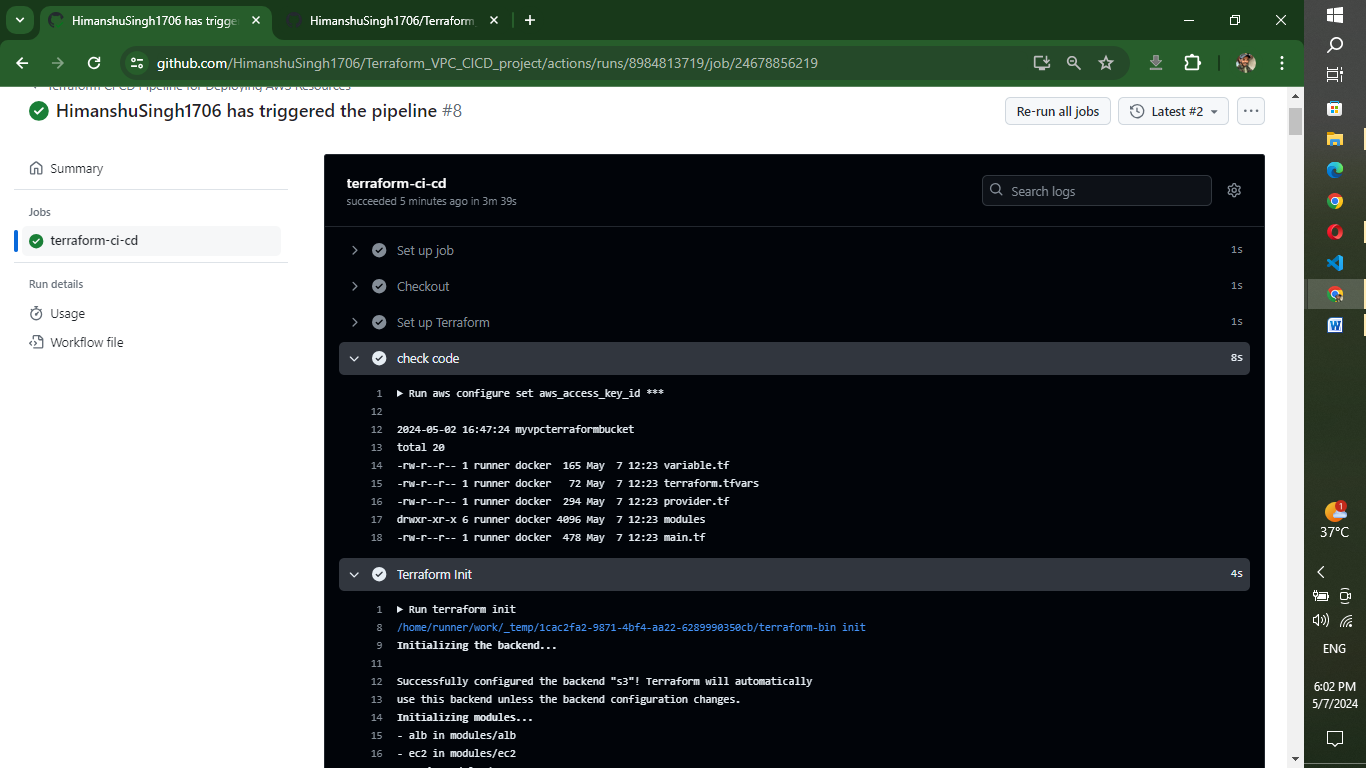 HimanshuSingh1706 has trigge
HimanshuSingh1706/Terraform
github.com/HimanshuSingh1706/Terraform_VPC_CICD_project/actions/runs/8984813719/job/24678856219
Terraform CI CD Pipeline for Deploying AWS Resources
HimanshuSingh1706 has triggered the pipeline #8
Re-run all jobs
Latest #2
Summary
Jobs
terraform-ci-cd
Run details
Usage
Workflow file
terraform-ci-cd
succeeded 5 minutes ago in 3m 39s
Search logs
Set up job 1s
Checkout 1s
Set up Terraform 1s
check code 8s
1 Run aws configure set aws_access_key_id ***
12
12 2024-05-02 16:47:24 myvpcterraformbucket
13 total 20
14 -rw-r--r-- 1 runner docker  165 May  7 12:23 variable.tf
15 -rw-r--r-- 1 runner docker   72 May  7 12:23 terraform.tfvars
16 -rw-r--r-- 1 runner docker  294 May  7 12:23 provider.tf
17 drwxr-xr-x 6 runner docker 4096 May  7 12:23 modules
18 -rw-r--r-- 1 runner docker  478 May  7 12:23 main.tf
Terraform Init 4s
1 Run terraform init
8 /home/runner/work/_temp/1cac2fa2-9871-4bf4-aa22-6289990350cb/terraform-bin init
9 Initializing the backend...
11
12 Successfully configured the backend "s3"! Terraform will automatically
13 use this backend unless the backend configuration changes.
14 Initializing modules...
15 - alb in modules/alb
16 - ec2 in modules/ec2
1
37°C
ENG
6:02 PM
5/7/2024